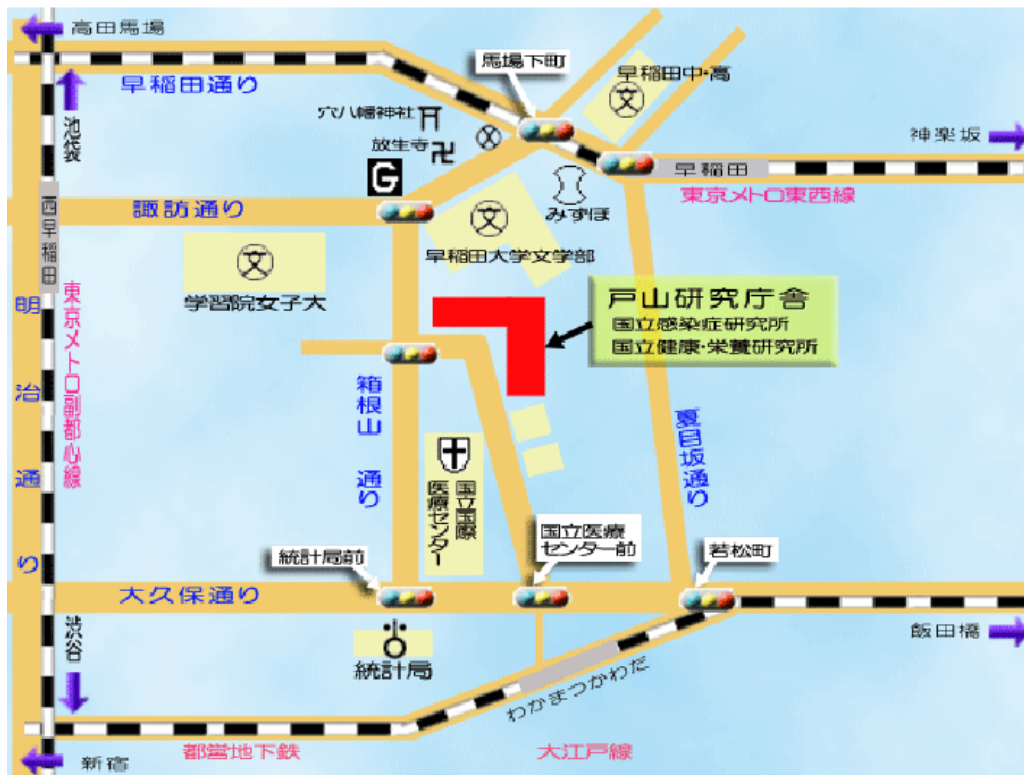 高田馬場
早稲田通り
池袋
馬場下町
早稲田中・高
文
穴八幡神社
放生寺
G
神楽坂
早稲田
東京メトロ東西線
みずほ
諏訪通り
西早稲田
文
文
早稲田大学文学部
学習院女子大
戸山研究庁舎
国立感染症研究所
国立健康・栄養研究所
明治通り
東京メトロ副都心線
箱根山通り
夏目坂通り
国立国際
医療センター
統計局前
国立医療
センター前
若松町
大久保通り
渋谷
統計局
飯田橋
わかまつかわだ
都営地下鉄
大江戸線
新宿